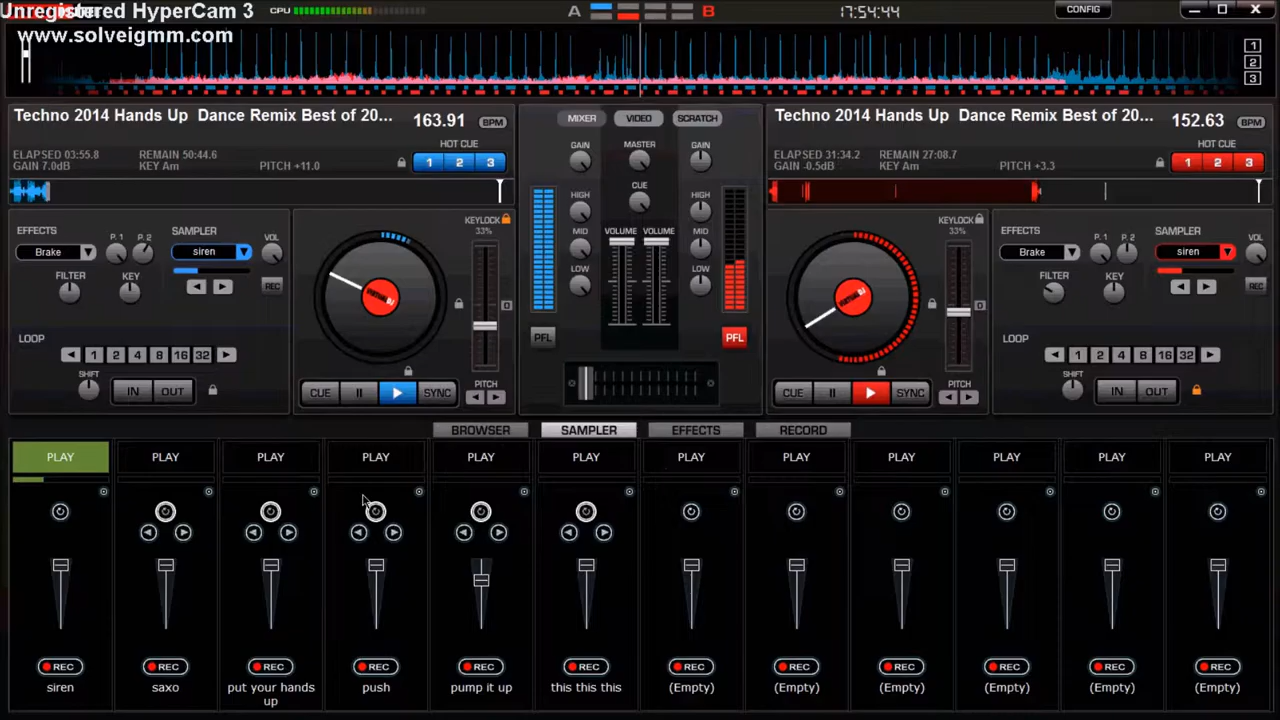 Unregistered HyperCam 3
www.solveigmm.com
CPU
A
B
17:54:44
CONFIG
1
2
3
Techno 2014 Hands Up Dance Remix Best of 20...
163.91 BPM
ELAPSED 03:55.8 REMAIN 50:44.6
GAIN 7.0dB KEY Am PITCH +11.0
HOT CUE
1 2 3
MIXER VIDEO SCRATCH
GAIN MASTER GAIN
CUE
HIGH HIGH
MID MID
VOLUME VOLUME
LOW LOW
PFL PFL
Techno 2014 Hands Up Dance Remix Best of 20...
152.63 BPM
ELAPSED 31:34.2 REMAIN 27:08.7
GAIN -0.5dB KEY Am PITCH +3.3
HOT CUE
1 2 3
EFFECTS P. 1 P. 2 SAMPLER VOL
Brake siren
FILTER KEY REC
LOOP
1 2 4 8 16 32
SHIFT IN OUT
KEYLOCK
33%
CUE SYNC PITCH
KEYLOCK
33%
CUE SYNC PITCH
EFFECTS P. 1 P. 2 SAMPLER VOL
Brake siren
FILTER KEY REC
LOOP
1 2 4 8 16 32
SHIFT IN OUT
BROWSER SAMPLER EFFECTS RECORD
PLAY PLAY PLAY PLAY PLAY PLAY PLAY PLAY PLAY PLAY PLAY PLAY
REC REC REC REC REC REC REC REC REC REC REC REC
siren saxo put your hands push pump it up this this this (Empty) (Empty) (Empty) (Empty) (Empty) (Empty)
up